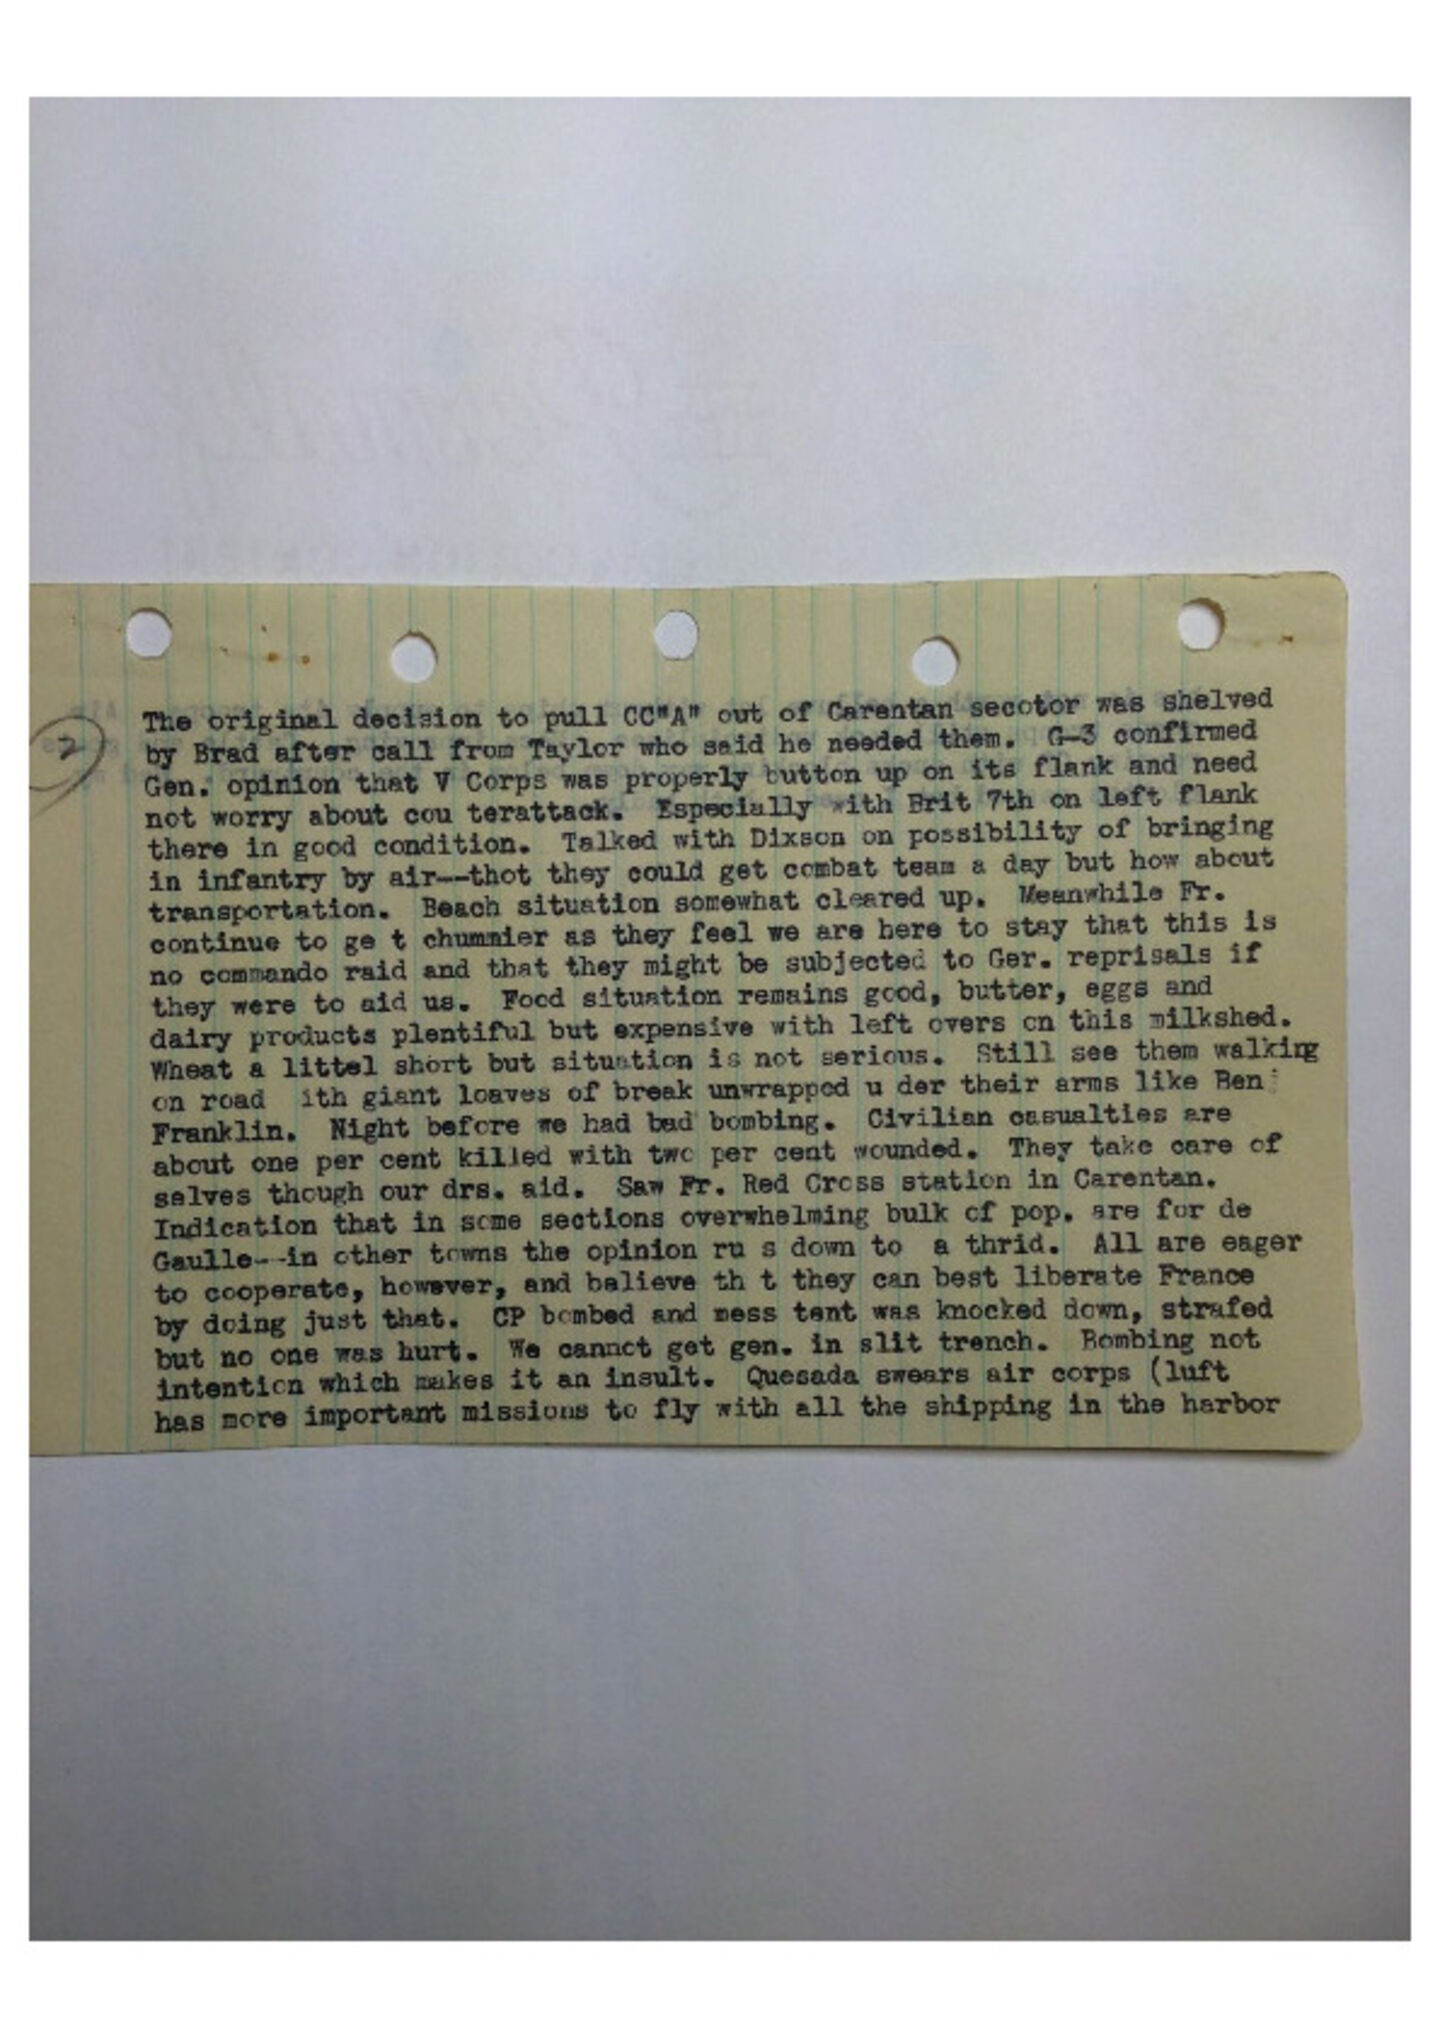 2
The original decision to pull CC"A" out of Carentan secotor was shelved
by Brad after call from Taylor who said he needed them. G-3 confirmed
Gen. opinion that V Corps was properly button up on its flank and need
not worry about cou terattack. Especially with Brit 7th on left flank
there in good condition. Talked with Dixson on possibility of bringing
in infantry by air--thot they could get combat team a day but how about
transportation. Beach situation somewhat cleared up. Meanwhile Fr.
continue to ge t chummier as they feel we are here to stay that this is
no commando raid and that they might be subjected to Ger. reprisals if
they were to aid us. Food situation remains good, butter, eggs and
dairy products plentiful but expensive with left overs on this milkshed.
Wheat a littel short but situation is not serious. Still see them walking
on road ith giant loaves of break unwrapped u der their arms like Ben
Franklin. Night before we had bad bombing. Civilian casualties are
about one per cent killed with two per cent wounded. They take care of
selves though our drs. aid. Saw Fr. Red Cross station in Carentan.
Indication that in some sections overwhelming bulk of pop. are for de
Gaulle--in other towns the opinion ru s down to a thrid. All are eager
to cooperate, however, and believe th t they can best liberate France
by doing just that. CP bombed and mess tent was knocked down, strafed
but no one was hurt. We cannot get gen. in slit trench. Bombing not
intention which makes it an insult. Quesada swears air corps (luft
has more important missions to fly with all the shipping in the harbor